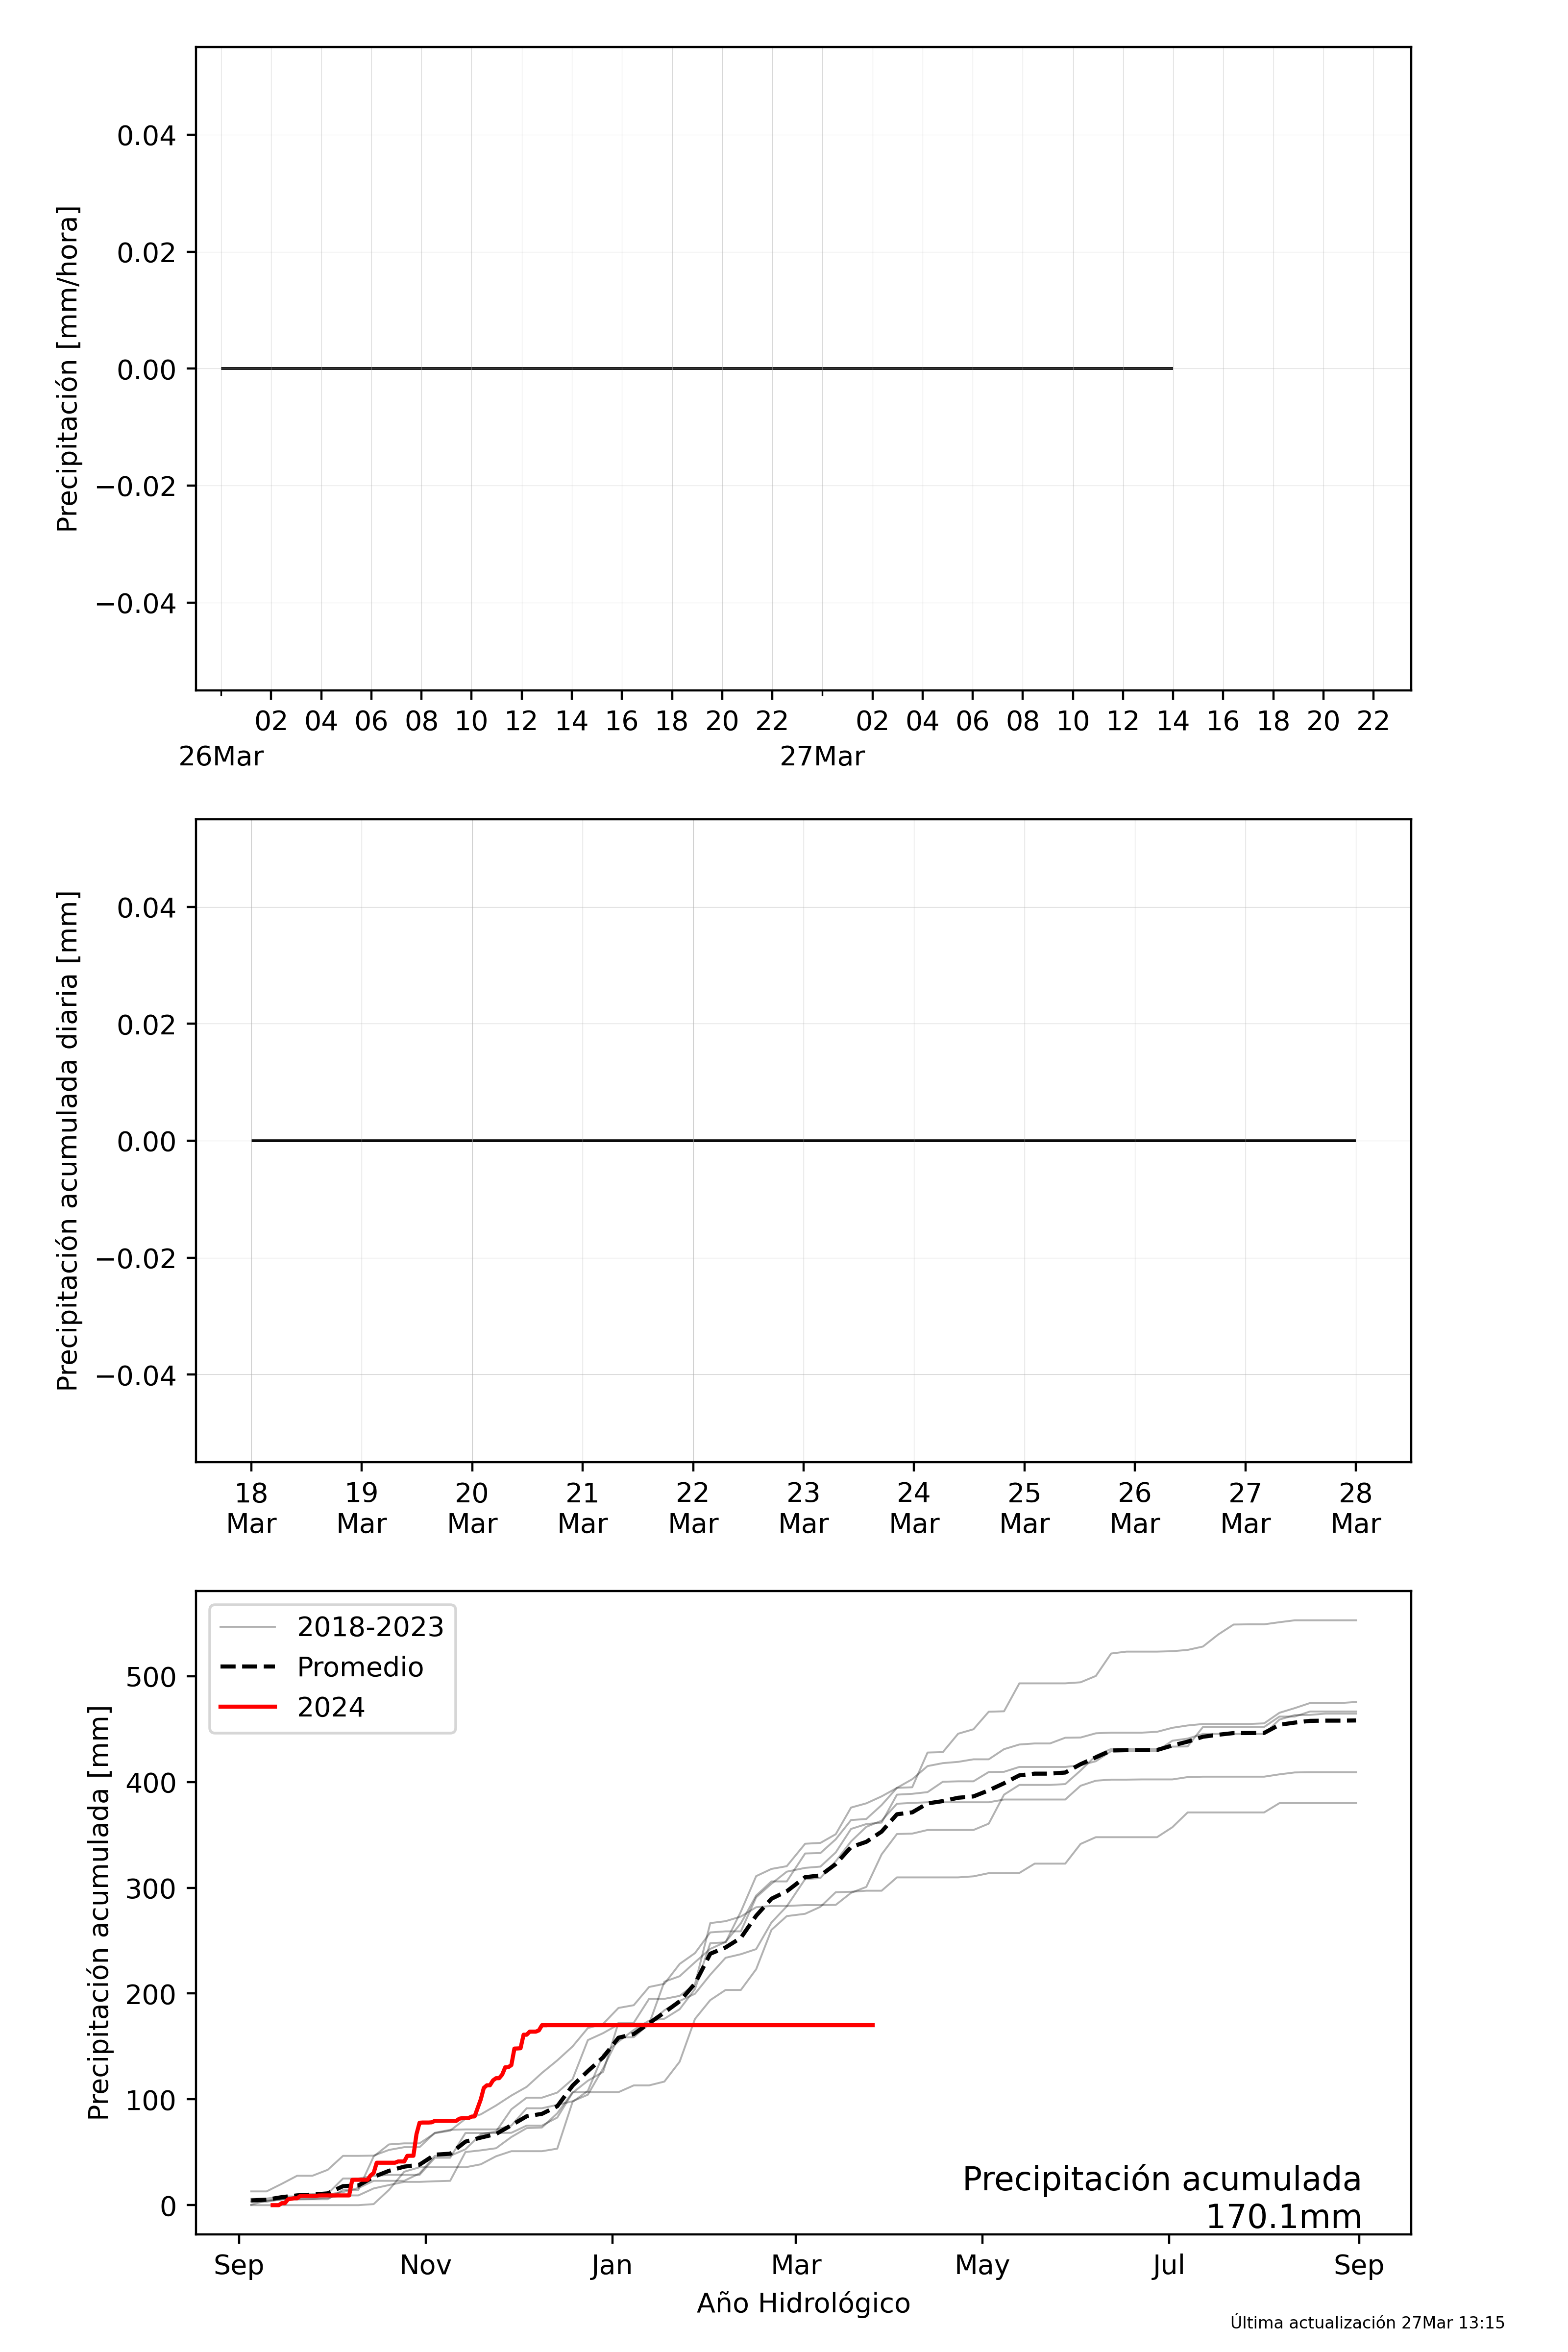 0.04
0.02
0.00
−0.02
−0.04
Precipitación [mm/hora]
02 04 06 08 10 12 14 16 18 20 22 02 04 06 08 10 12 14 16 18 20 22
26Mar 27Mar
0.04
0.02
0.00
−0.02
−0.04
Precipitación acumulada diaria [mm]
18 19 20 21 22 23 24 25 26 27 28
Mar Mar Mar Mar Mar Mar Mar Mar Mar Mar Mar
2018-2023
Promedio
2024
500
400
300
200
100
0
Precipitación acumulada [mm]
Precipitación acumulada
170.1mm
Sep Nov Jan Mar May Jul Sep
Año Hidrológico
Última actualización 27Mar 13:15